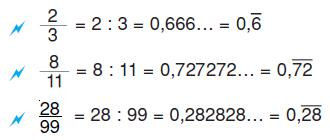 2/3 = 2 : 3 = 0,666... = 0,6̅
8/11 = 8 : 11 = 0,727272... = 0,7̅2̅
28/99 = 28 : 99 = 0,282828... = 0,2̅8̅